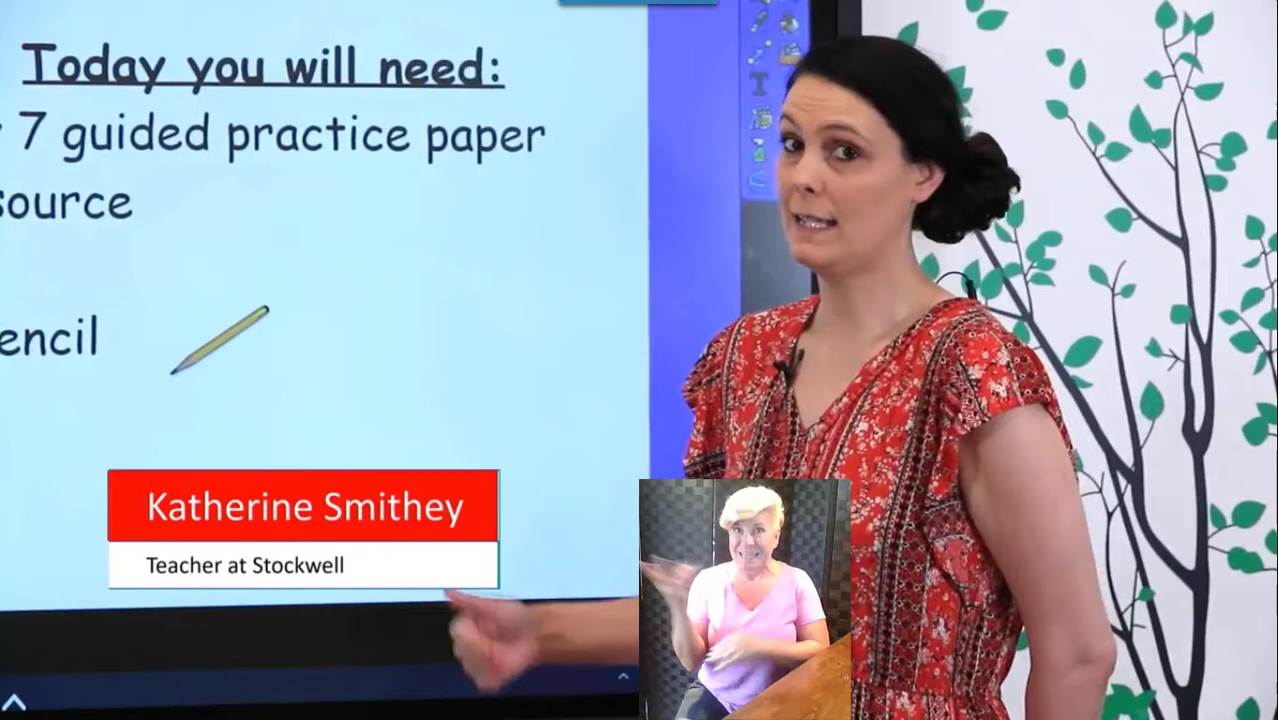 Today you will need:
7 guided practice paper
source
encil
Katherine Smithey
Teacher at Stockwell